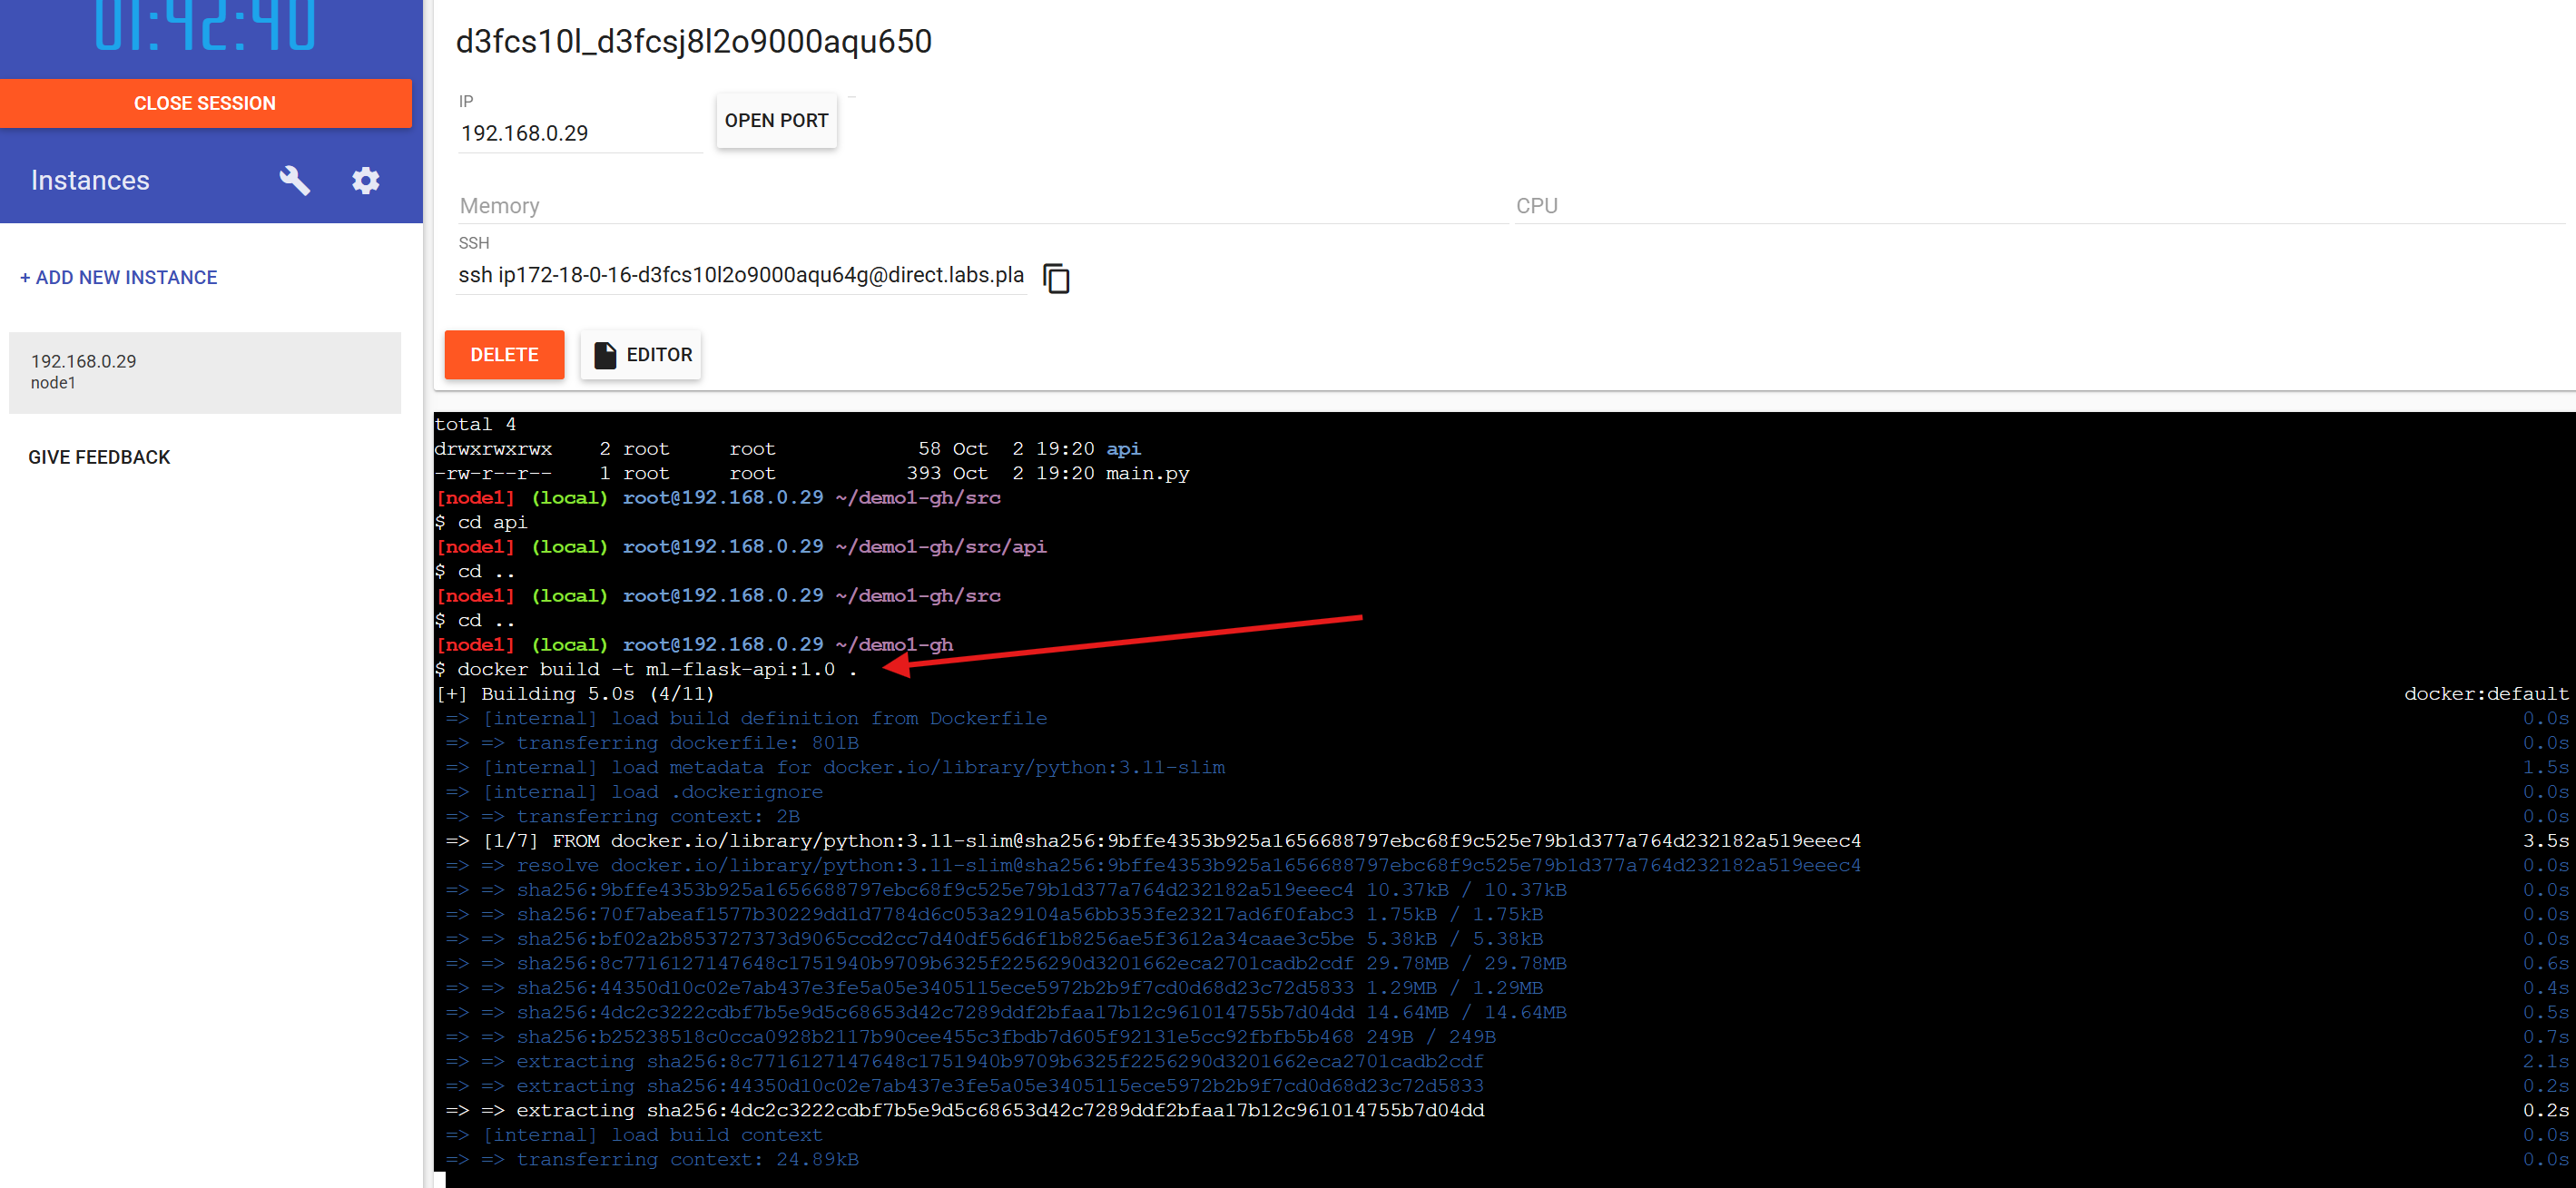 01:42:40
CLOSE SESSION
Instances
+ ADD NEW INSTANCE
192.168.0.29
node1
GIVE FEEDBACK
d3fcs10l_d3fcsj8l2o9000aqu650
IP
192.168.0.29
OPEN PORT
Memory
CPU
SSH
ssh ip172-18-0-16-d3fcs10l2o9000aqu64g@direct.labs.pla
DELETE
EDITOR
total 4
drwxrwxrwx    2 root     root            58 Oct  2 19:20 api
-rw-r--r--    1 root     root           393 Oct  2 19:20 main.py
[node1] (local) root@192.168.0.29 ~/demo1-gh/src
$ cd api
[node1] (local) root@192.168.0.29 ~/demo1-gh/src/api
$ cd ..
[node1] (local) root@192.168.0.29 ~/demo1-gh/src
$ cd ..
[node1] (local) root@192.168.0.29 ~/demo1-gh
$ docker build -t ml-flask-api:1.0 .
[+] Building 5.0s (4/11) docker:default
=> [internal] load build definition from Dockerfile 0.0s
=> => transferring dockerfile: 801B 0.0s
=> [internal] load metadata for docker.io/library/python:3.11-slim 1.5s
=> [internal] load .dockerignore 0.0s
=> => transferring context: 2B 0.0s
=> [1/7] FROM docker.io/library/python:3.11-slim@sha256:9bffe4353b925a1656688797ebc68f9c525e79b1d377a764d232182a519eeec4 3.5s
=> => resolve docker.io/library/python:3.11-slim@sha256:9bffe4353b925a1656688797ebc68f9c525e79b1d377a764d232182a519eeec4 0.0s
=> => sha256:9bffe4353b925a1656688797ebc68f9c525e79b1d377a764d232182a519eeec4 10.37kB / 10.37kB 0.0s
=> => sha256:70f7abeaf1577b30229dd1d7784d6c053a29104a56bb353fe23217ad6f0fabc3 1.75kB / 1.75kB 0.0s
=> => sha256:bf02a2b853727373d9065ccd2cc7d40df56d6f1b8256ae5f3612a34caae3c5be 5.38kB / 5.38kB 0.0s
=> => sha256:8c7716127147648c1751940b9709b6325f2256290d3201662eca2701cadb2cdf 29.78MB / 29.78MB 0.6s
=> => sha256:44350d10c02e7ab437e3fe5a05e3405115ece5972b2b9f7cd0d68d23c72d5833 1.29MB / 1.29MB 0.4s
=> => sha256:4dc2c3222cdbf7b5e9d5c68653d42c7289ddf2bfaa17b12c961014755b7d04dd 14.64MB / 14.64MB 0.5s
=> => sha256:b25238518c0cca0928b2117b90cee455c3fbdb7d605f92131e5cc92fbfb5b468 249B / 249B 0.7s
=> => extracting sha256:8c7716127147648c1751940b9709b6325f2256290d3201662eca2701cadb2cdf 2.1s
=> => extracting sha256:44350d10c02e7ab437e3fe5a05e3405115ece5972b2b9f7cd0d68d23c72d5833 0.2s
=> => extracting sha256:4dc2c3222cdbf7b5e9d5c68653d42c7289ddf2bfaa17b12c961014755b7d04dd 0.2s
=> [internal] load build context 0.0s
=> => transferring context: 24.89kB 0.0s